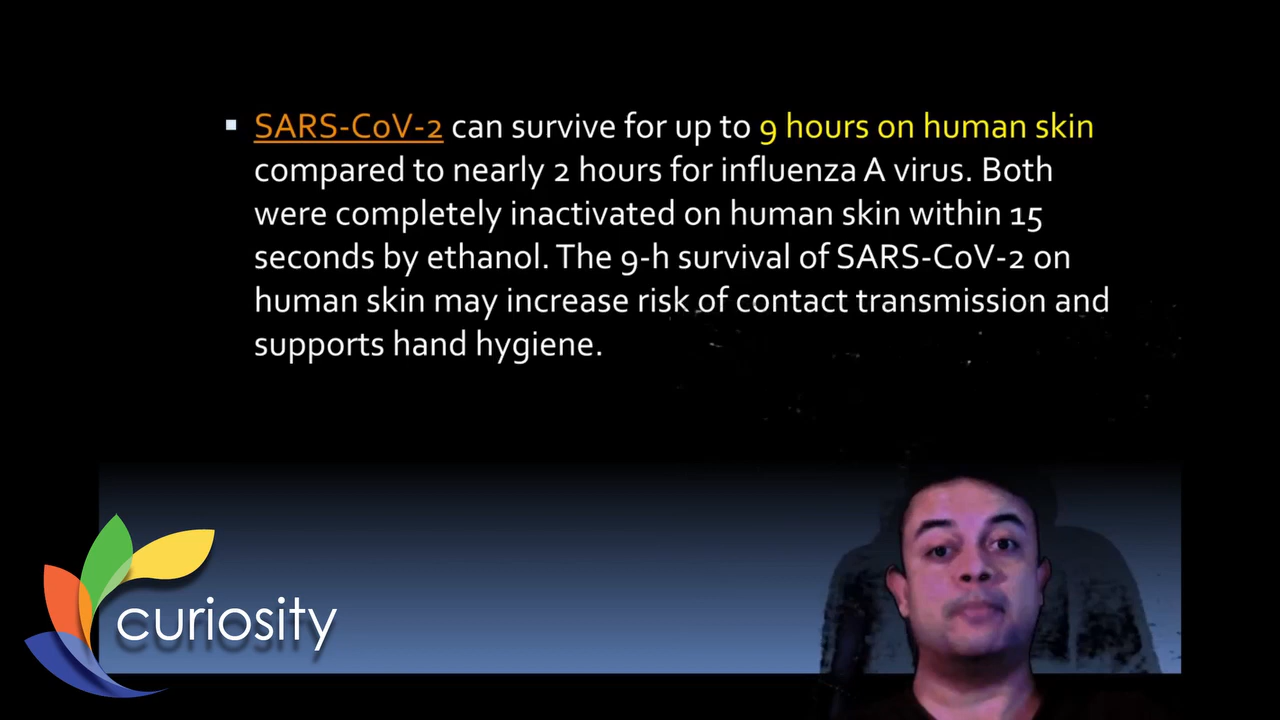 SARS-CoV-2 can survive for up to 9 hours on human skin
compared to nearly 2 hours for influenza A virus. Both
were completely inactivated on human skin within 15
seconds by ethanol. The 9-h survival of SARS-CoV-2 on
human skin may increase risk of contact transmission and
supports hand hygiene.
curiosity